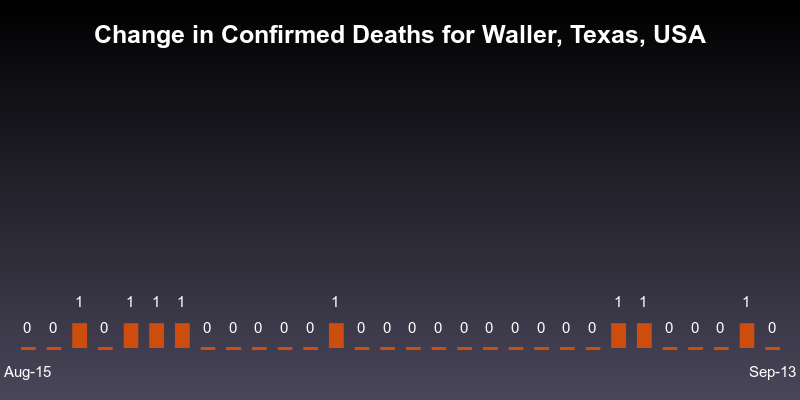 Change in Confirmed Deaths for Waller, Texas, USA
1 1 1 1 1 1 1 1
0 0 0 0 0 0 0 0 0 0 0 0 0 0 0 0 0 0 0 0 0 0
Aug-15 Sep-13